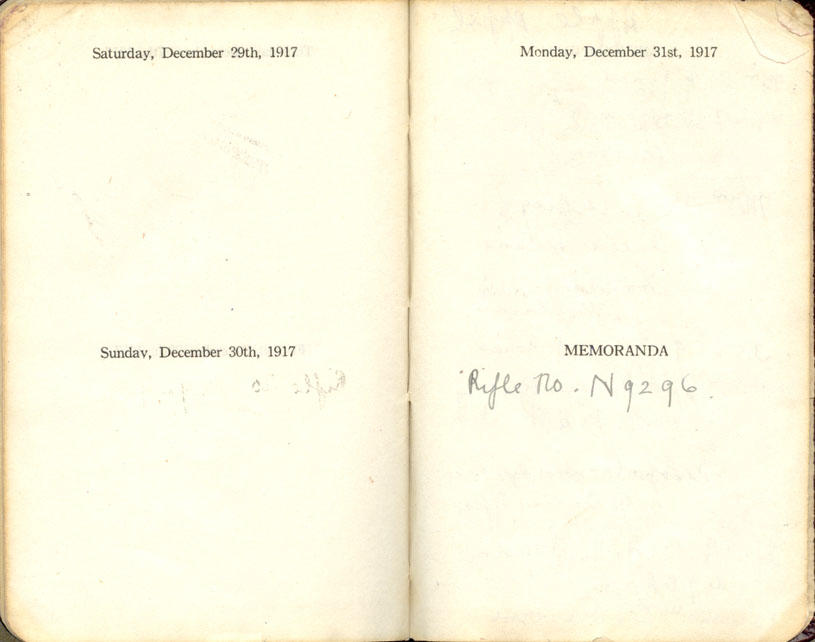 Saturday, December 29th, 1917
Sunday, December 30th, 1917
Monday, December 31st, 1917
MEMORANDA
Rifle No. N9296.